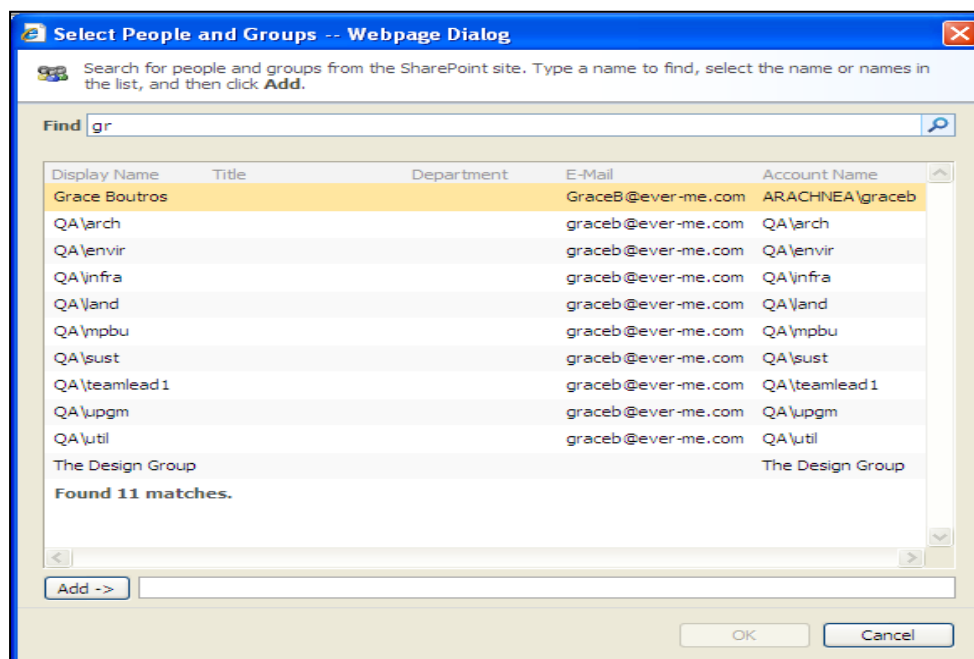 Select People and Groups -- Webpage Dialog
Search for people and groups from the SharePoint site. Type a name to find, select the name or names in
the list, and then click Add.
Find gr
Display Name Title Department E-Mail Account Name
Grace Boutros GraceB@ever-me.com ARACHNEA\graceb
QA\arch graceb@ever-me.com QA\arch
QA\envir graceb@ever-me.com QA\envir
QA\infra graceb@ever-me.com QA\infra
QA\land graceb@ever-me.com QA\land
QA\mpbu graceb@ever-me.com QA\mpbu
QA\sust graceb@ever-me.com QA\sust
QA\teamlead1 graceb@ever-me.com QA\teamlead1
QA\upgm graceb@ever-me.com QA\upgm
QA\util graceb@ever-me.com QA\util
The Design Group The Design Group
Found 11 matches.
Add ->
OK Cancel